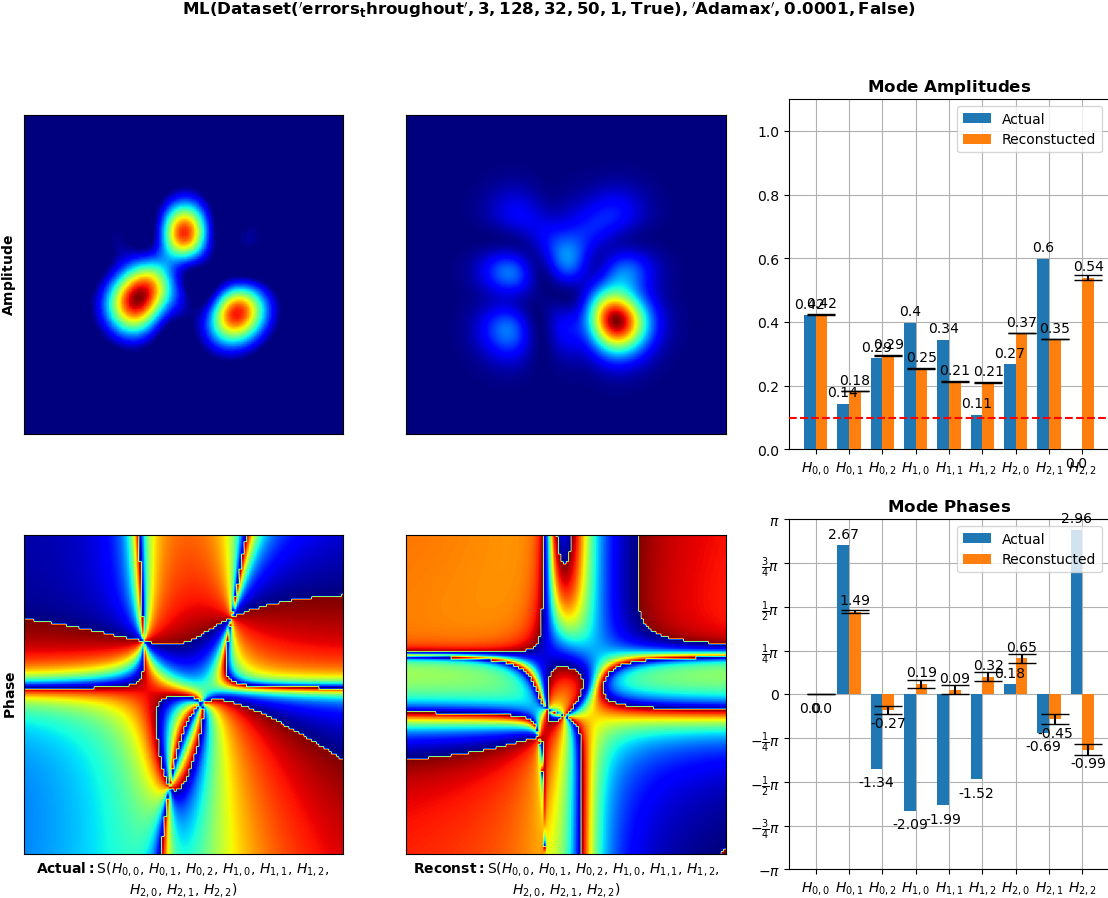 ML(Dataset('errors_throughout', 3, 128, 32, 50, 1, True), 'Adamax', 0.0001, False)
Amplitude
Mode Amplitudes
Actual
Reconstucted
1.0
0.8
0.6
0.4
0.2
0.0
0.42 0.42
0.14 0.18
0.29 0.29
0.4 0.25
0.34 0.21
0.11 0.21
0.27 0.37
0.6 0.35
0.0 0.54
H0,0 H0,1 H0,2 H1,0 H1,1 H1,2 H2,0 H2,1 H2,2
Phase
Actual: S(H0,0, H0,1, H0,2, H1,0, H1,1, H1,2,
H2,0, H2,1, H2,2)
Reconst: S(H0,0, H0,1, H0,2, H1,0, H1,1, H1,2,
H2,0, H2,1, H2,2)
Mode Phases
Actual
Reconstucted
π
3/4π
1/2π
1/4π
0
−1/4π
−1/2π
−3/4π
−π
0.0 0.0
2.67 1.49
-1.34 -0.27
-2.09 0.19
-1.99 0.09
-1.52 0.32
0.18 0.65
-0.69 -0.45
2.96 -0.99
H0,0 H0,1 H0,2 H1,0 H1,1 H1,2 H2,0 H2,1 H2,2